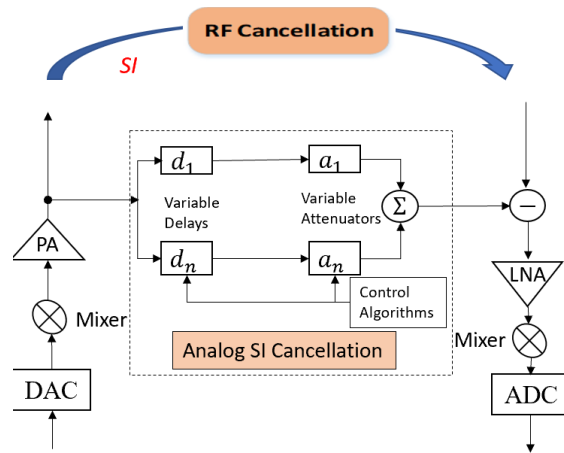 RF Cancellation
SI
d₁
a₁
Variable
Delays
Variable
Attenuators
Σ
−
PA
dₙ
aₙ
LNA
Control
Algorithms
Mixer
Mixer
Analog SI Cancellation
DAC
ADC